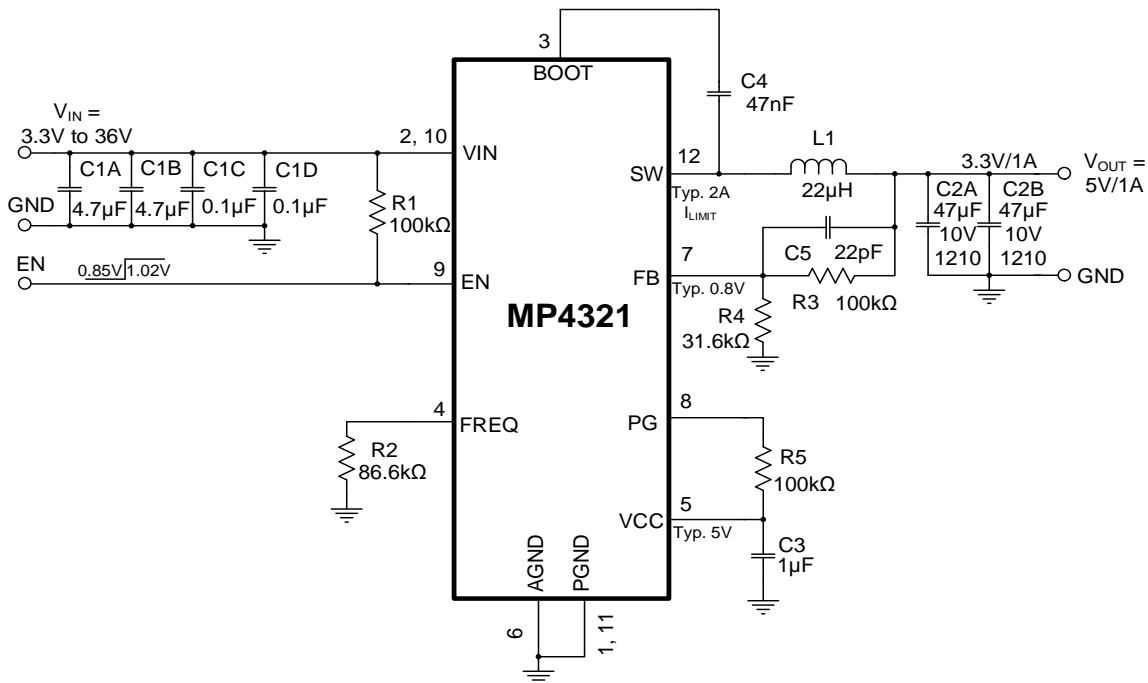 3
BOOT
C4
47nF
V_IN =
3.3V to 36V
2, 10
VIN
C1A
C1B
C1C
C1D
4.7µF
4.7µF
0.1µF
0.1µF
GND
R1
100kΩ
EN
0.85V
1.02V
9
EN
12
SW
Typ. 2A
I_LIMIT
L1
22µH
3.3V/1A
V_OUT =
5V/1A
C2A
47µF
10V
1210
C2B
47µF
10V
1210
GND
7
FB
Typ. 0.8V
C5
22pF
R3
100kΩ
R4
31.6kΩ
MP4321
4
FREQ
R2
86.6kΩ
8
PG
R5
100kΩ
5
VCC
Typ. 5V
C3
1µF
AGND
PGND
6
1, 11